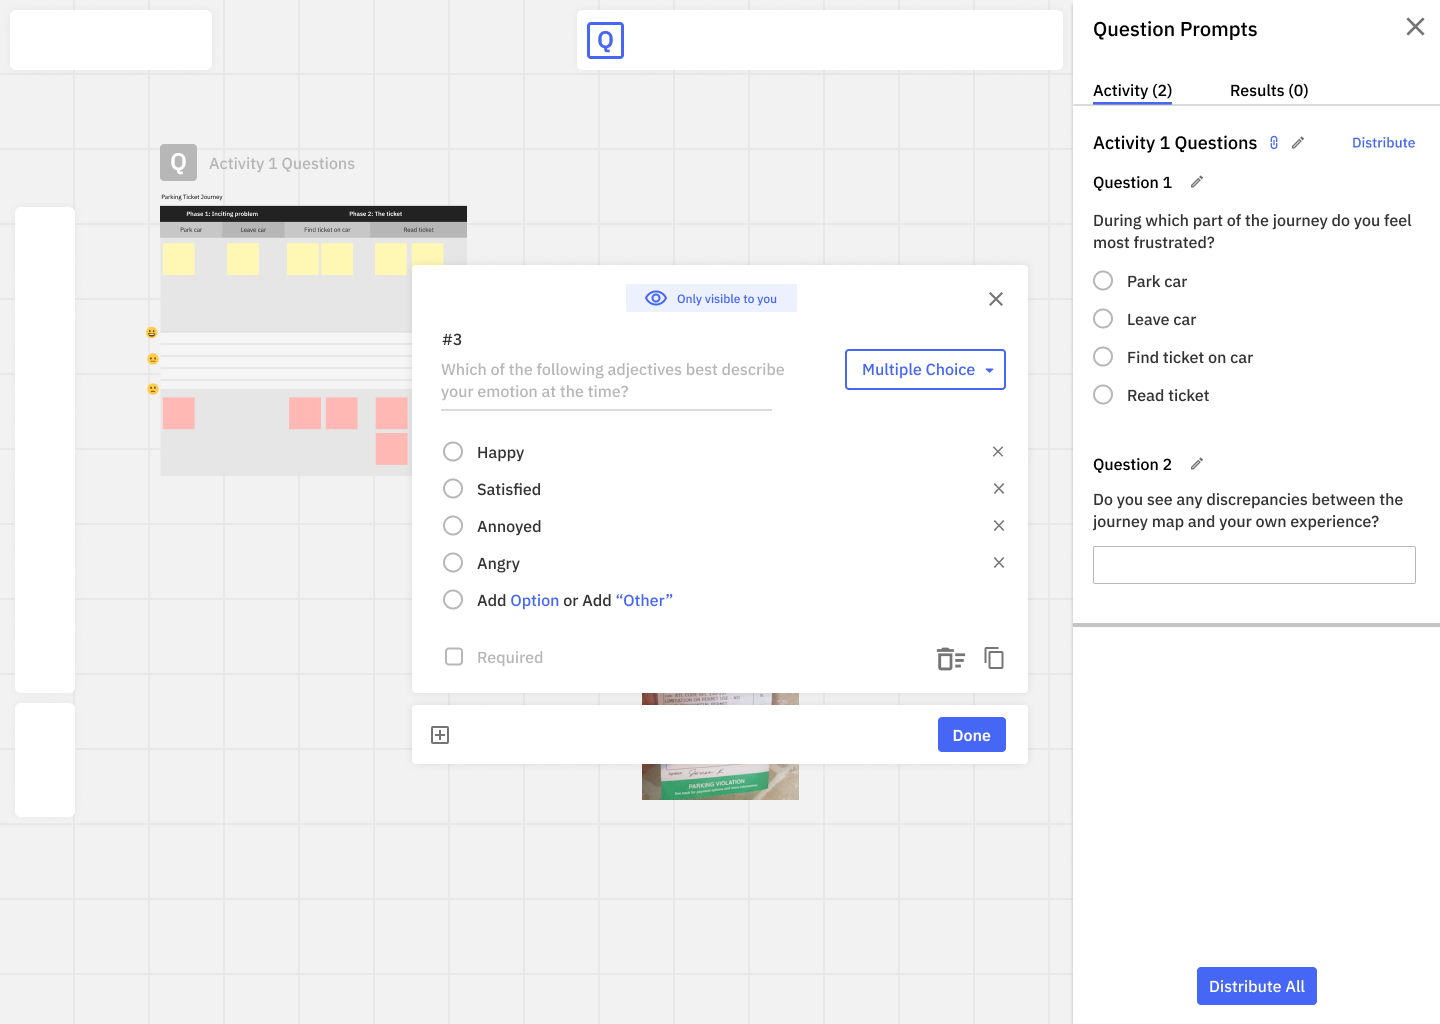 Q
Q
Activity 1 Questions
Parking Ticket Journey
Phase 1: Inciting problem
Phase 2: The ticket
Park car
Leave car
Find ticket on car
Read ticket
Only visible to you
#3
Which of the following adjectives best describe
your emotion at the time?
Multiple Choice
Happy
Satisfied
Annoyed
Angry
Add Option or Add “Other”
Required
Done
PARKING VIOLATION
Question Prompts
Activity (2)
Results (0)
Activity 1 Questions
Distribute
Question 1
During which part of the journey do you feel
most frustrated?
Park car
Leave car
Find ticket on car
Read ticket
Question 2
Do you see any discrepancies between the
journey map and your own experience?
Distribute All